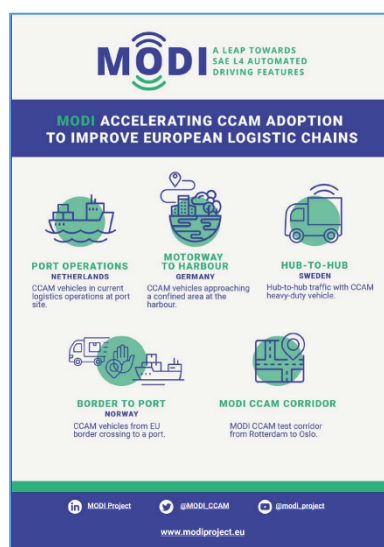 MODI
A LEAP TOWARDS
SAE L4 AUTOMATED
DRIVING FEATURES
MODI ACCELERATING CCAM ADOPTION
TO IMPROVE EUROPEAN LOGISTIC CHAINS
PORT OPERATIONS
NETHERLANDS
CCAM vehicles in current
logistics operations at port
site.
MOTORWAY
TO HARBOUR
GERMANY
CCAM vehicles approaching
a confined area at the
harbour.
HUB-TO-HUB
SWEDEN
Hub-to-hub traffic with CCAM
heavy-duty vehicle.
BORDER TO PORT
NORWAY
CCAM vehicles from EU
border crossing to a port.
MODI CCAM CORRIDOR
MODI CCAM test corridor
from Rotterdam to Oslo.
in MODI Project
@MODI_CCAM
@modi_project
www.modiproject.eu